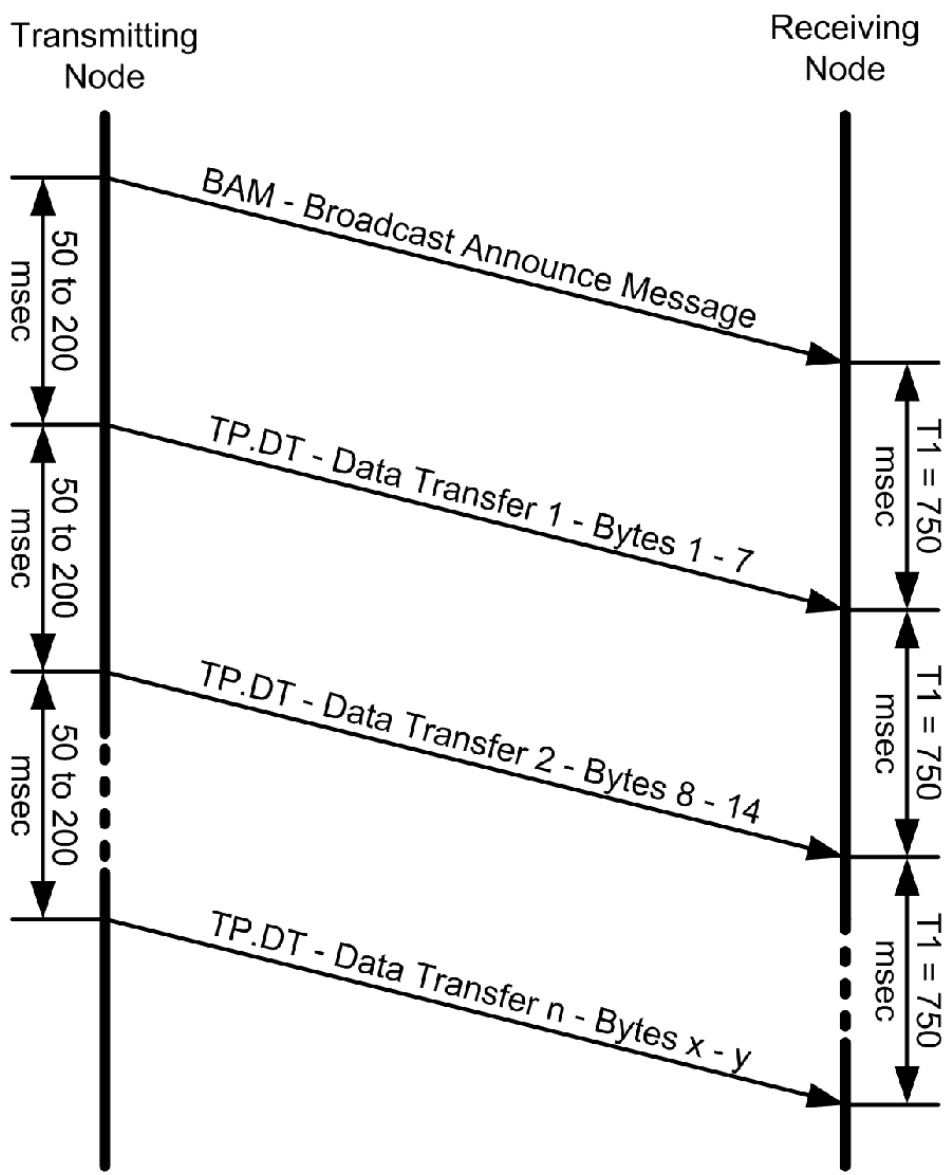 Transmitting
Node
Receiving
Node
BAM - Broadcast Announce Message
50 to 200
msec
T1 = 750
msec
TP.DT - Data Transfer 1 - Bytes 1 - 7
50 to 200
msec
T1 = 750
msec
TP.DT - Data Transfer 2 - Bytes 8 - 14
50 to 200
msec
T1 = 750
msec
TP.DT - Data Transfer n - Bytes x - y